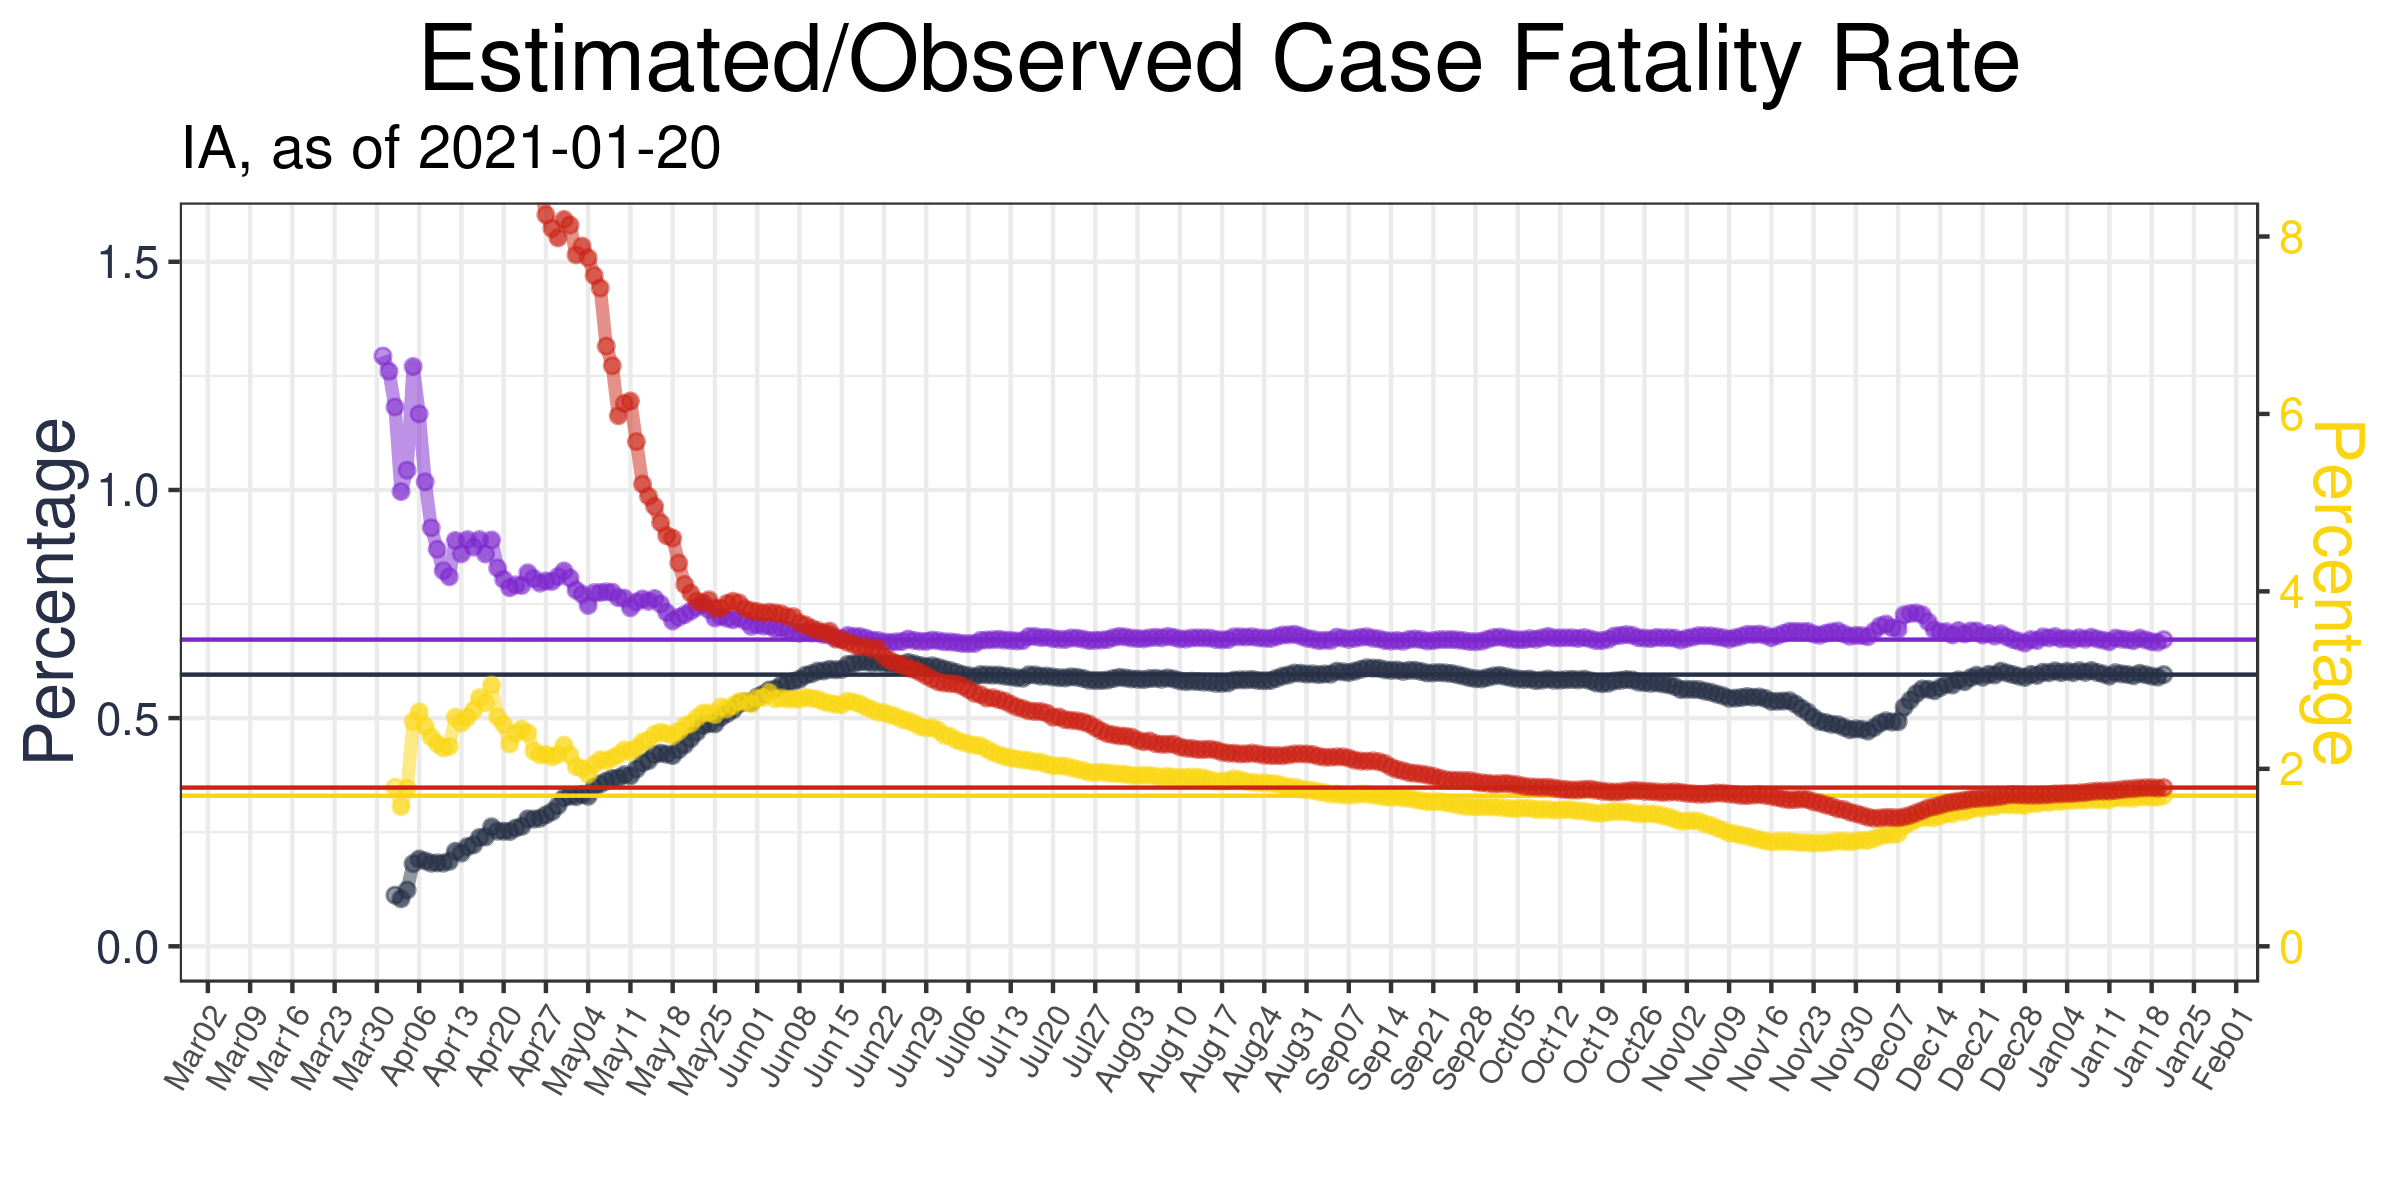 Estimated/Observed Case Fatality Rate
IA, as of 2021-01-20
Percentage
1.5
1.0
0.5
0.0
8
6
4
2
0
Percentage
Mar02
Mar09
Mar16
Mar23
Mar30
Apr06
Apr13
Apr20
Apr27
May04
May11
May18
May25
Jun01
Jun08
Jun15
Jun22
Jun29
Jul06
Jul13
Jul20
Jul27
Aug03
Aug10
Aug17
Aug24
Aug31
Sep07
Sep14
Sep21
Sep28
Oct05
Oct12
Oct19
Oct26
Nov02
Nov09
Nov16
Nov23
Nov30
Dec07
Dec14
Dec21
Dec28
Jan04
Jan11
Jan18
Jan25
Feb01